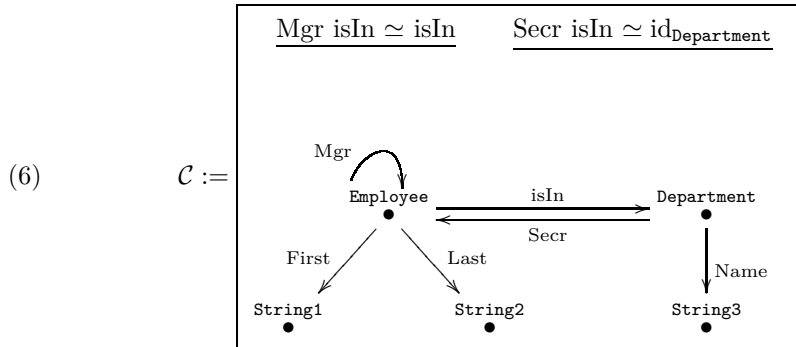 Mgr isIn ≃ isIn Secr isIn ≃ id_Department
Mgr
(6) C :=
Employee isIn Department
Secr
First Last Name
String1 String2 String3